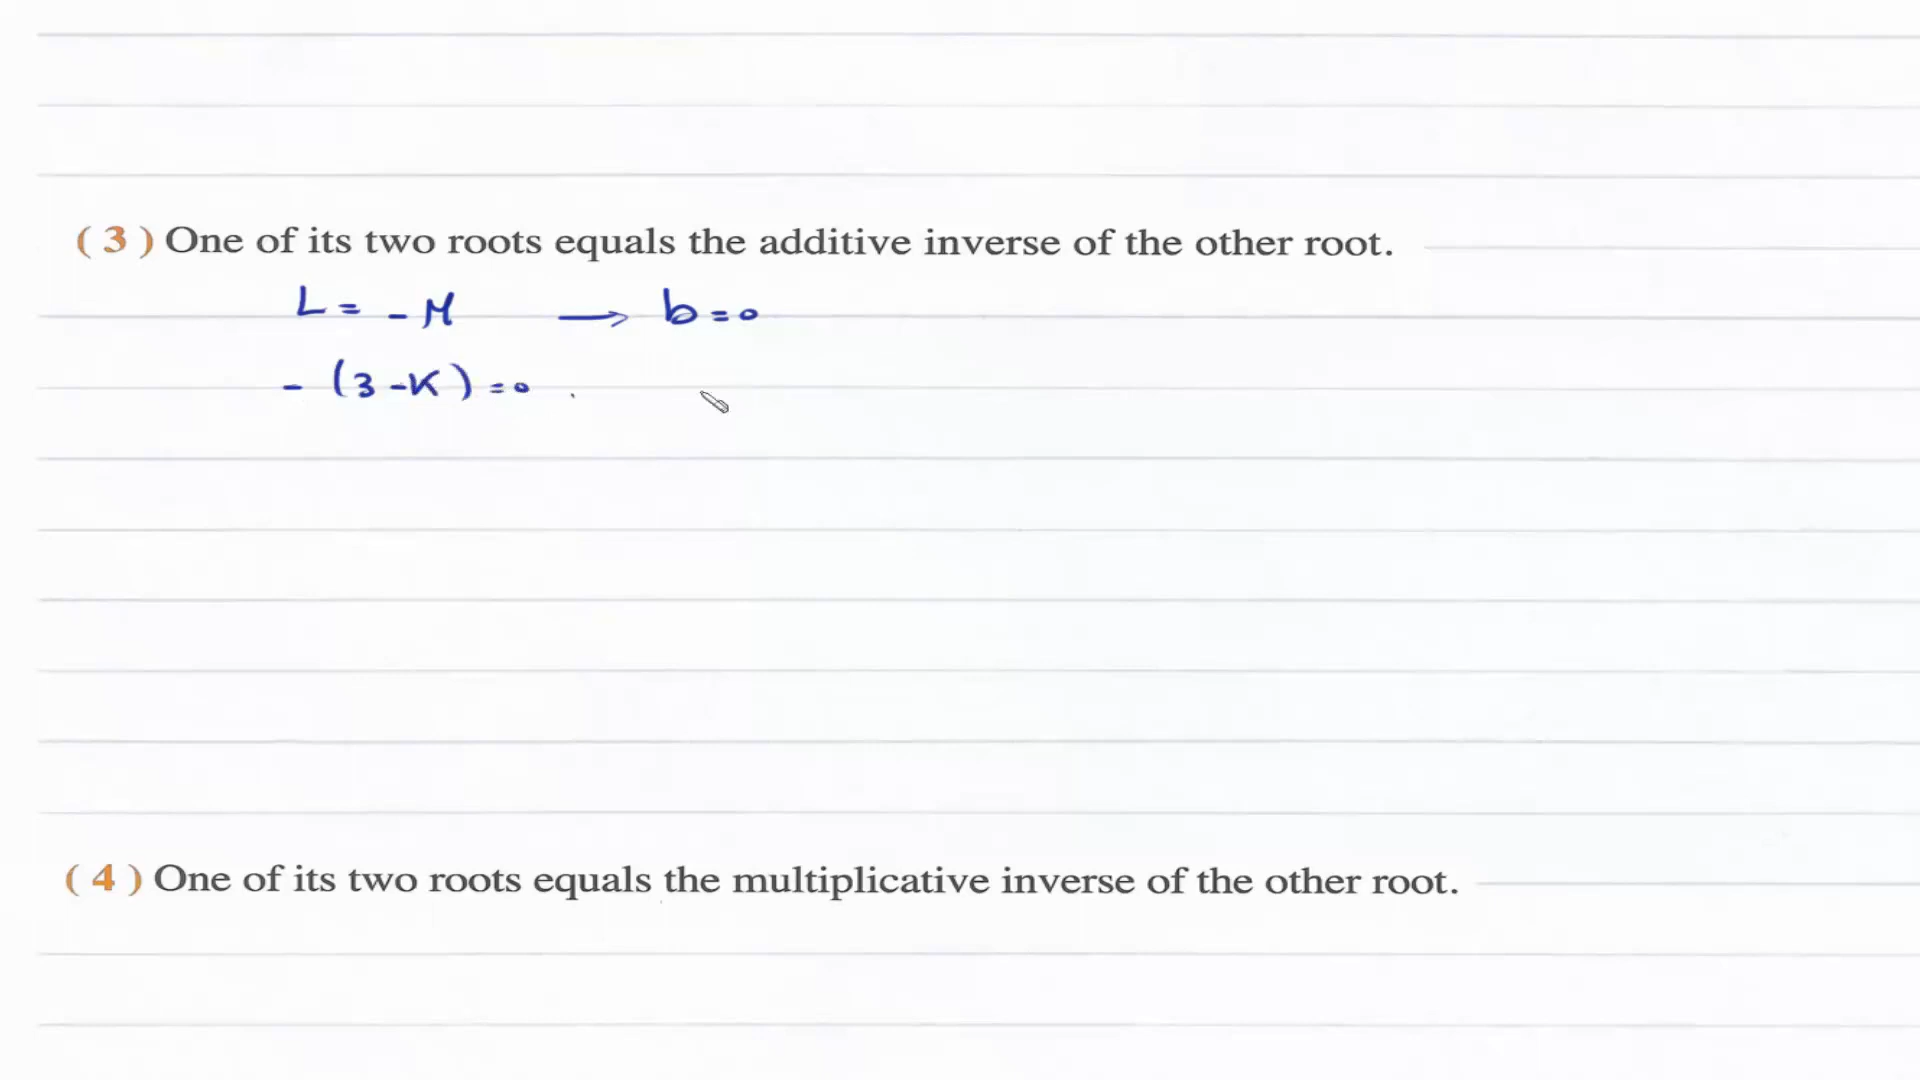 ( 3 ) One of its two roots equals the additive inverse of the other root.
L = - M → b = 0
- (3 - K) = 0
( 4 ) One of its two roots equals the multiplicative inverse of the other root.